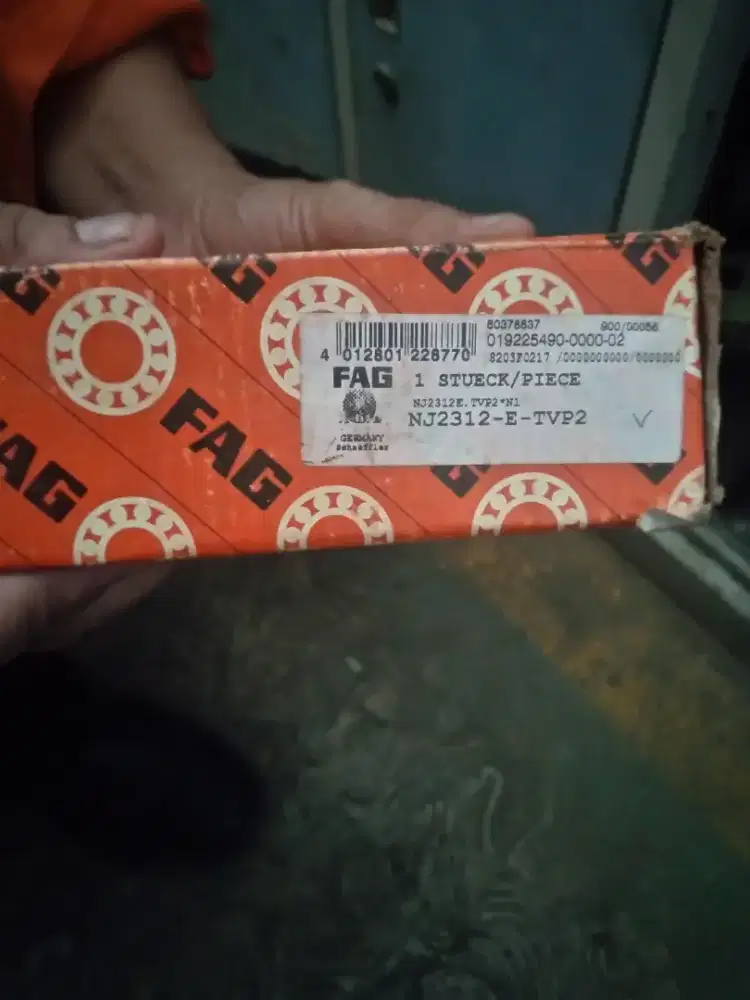 FAG FAG FAG FAG
80378837 900/00056
019225490-0000-02
4 012801 226770 8203F0217 /0000000000/0000000
FAG 1 STUECK/PIECE
NJ2312E.TVP2*N1
NJ2312-E-TVP2
GERMANY
Schaeffler
FAG
FAG